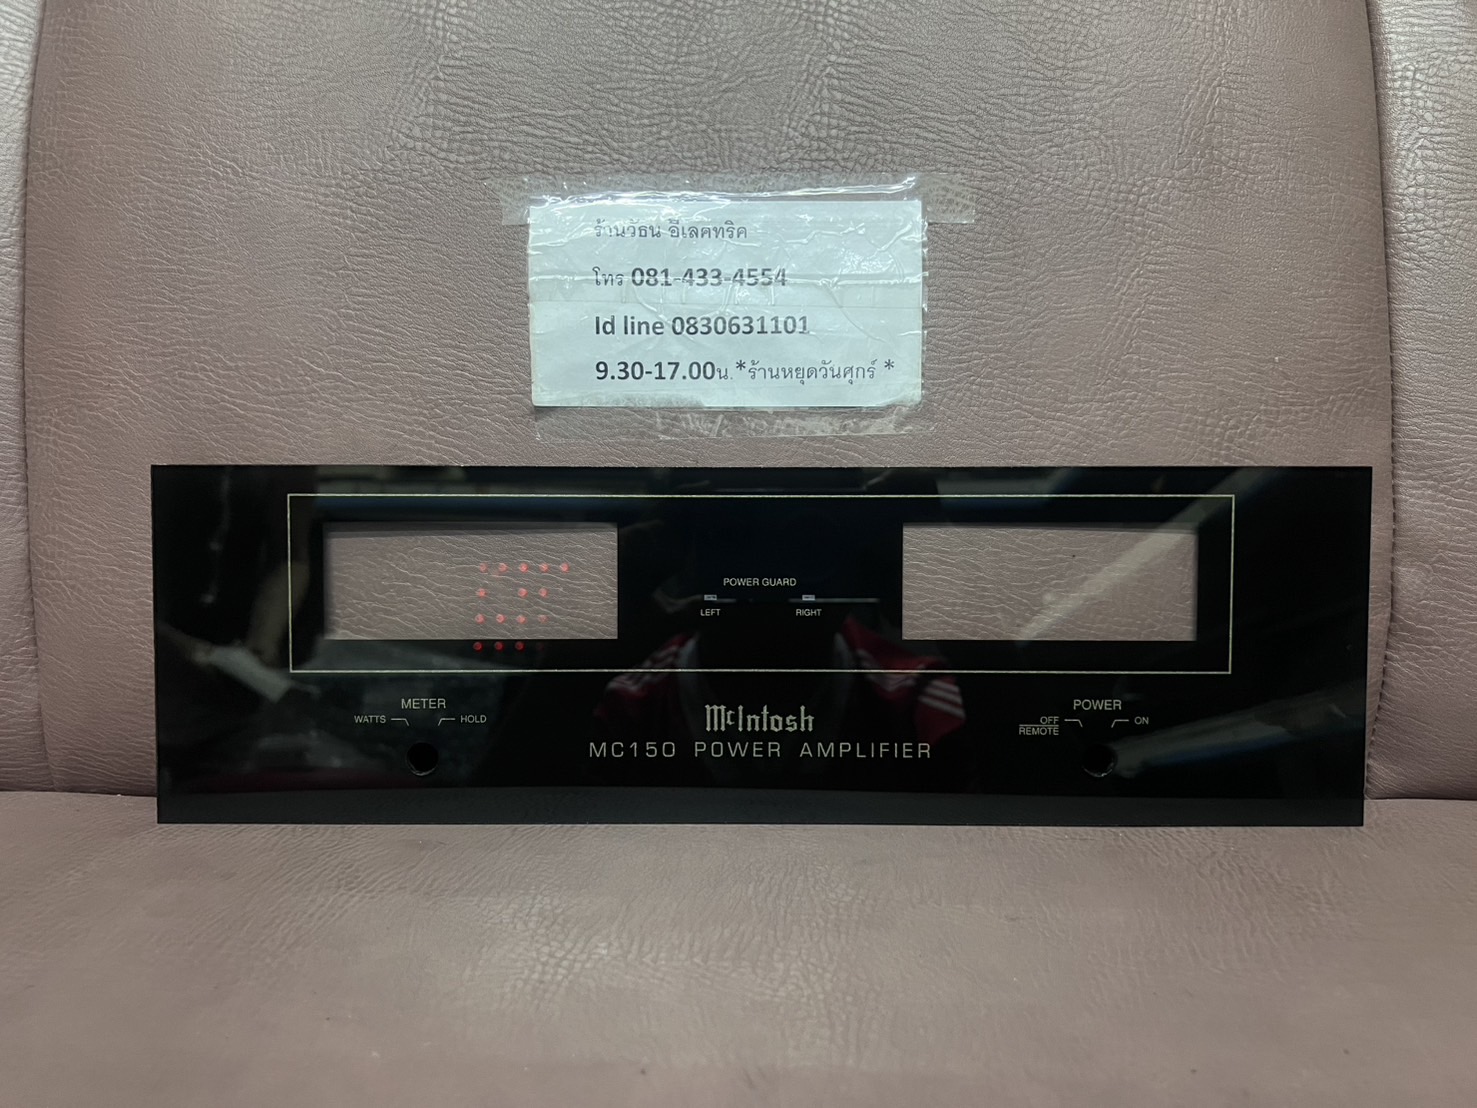 ร้านวัธน อีเลคทริค
โทร 081-433-4554
Id line 0830631101
9.30-17.00น.*ร้านหยุดวันศุกร์ *
POWER GUARD
LEFT RIGHT
METER
WATTS HOLD
POWER
OFF ON
REMOTE
McIntosh
MC150 POWER AMPLIFIER